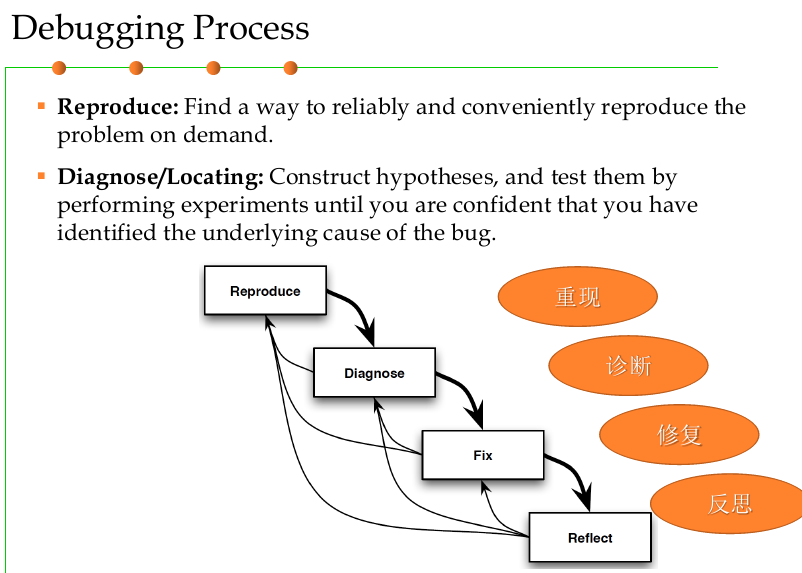 Debugging Process
Reproduce: Find a way to reliably and conveniently reproduce the
problem on demand.
Diagnose/Locating: Construct hypotheses, and test them by
performing experiments until you are confident that you have
identified the underlying cause of the bug.
Reproduce
重现
Diagnose
诊断
Fix
修复
Reflect
反思